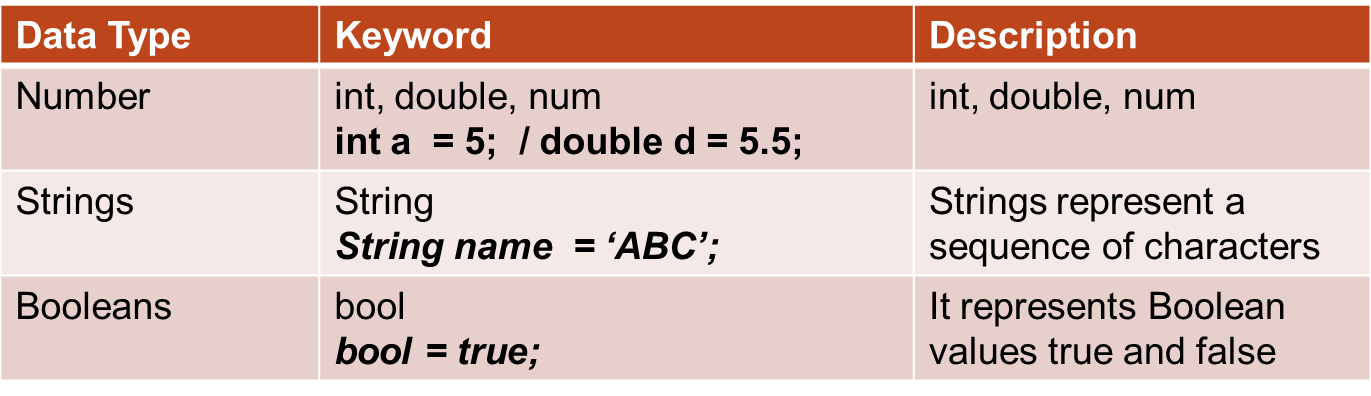 Data Type Keyword Description
Number int, double, num int, double, num
int a  = 5;  / double d = 5.5;
Strings String Strings represent a
String name  = ‘ABC’; sequence of characters
Booleans bool It represents Boolean
bool = true; values true and false